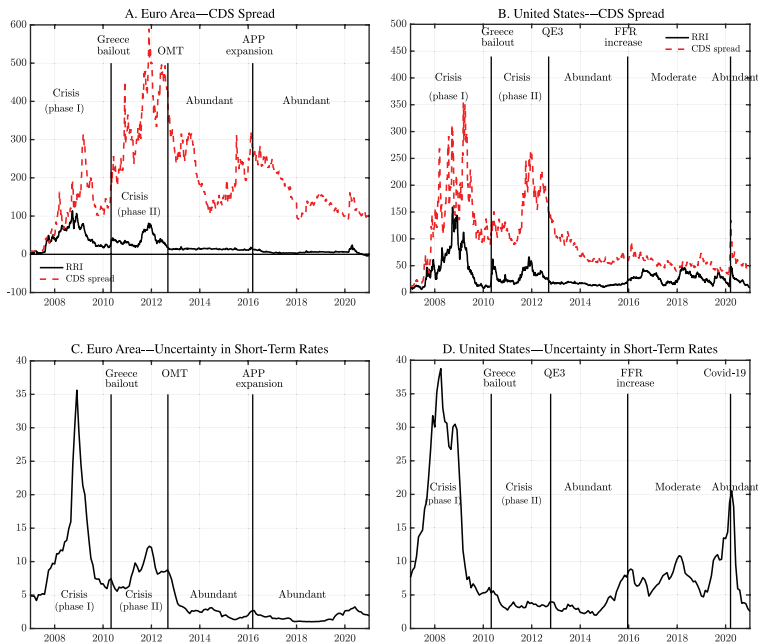 A. Euro Area—CDS Spread
Greece
bailout
OMT
APP
expansion
600
500
400
300
200
100
0
-100
Crisis
(phase I)
Crisis
(phase II)
Abundant
Abundant
RRI
CDS spread
2008
2010
2012
2014
2016
2018
2020
B. United States---CDS Spread
Greece
bailout
QE3
FFR
increase
RRI
CDS spread
500
450
400
350
300
250
200
150
100
50
0
Crisis
(phase I)
Crisis
(phase II)
Abundant
Moderate
Abundant
2008
2010
2012
2014
2016
2018
2020
C. Euro Area---Uncertainty in Short-Term Rates
Greece
bailout
OMT
APP
expansion
40
35
30
25
20
15
10
5
0
Crisis
(phase I)
Crisis
(phase II)
Abundant
Abundant
2008
2010
2012
2014
2016
2018
2020
D. United States—Uncertainty in Short-Term Rates
Greece
bailout
QE3
FFR
increase
Covid-19
40
35
30
25
20
15
10
5
0
Crisis
(phase I)
Crisis
(phase II)
Abundant
Moderate
Abundant
2008
2010
2012
2014
2016
2018
2020